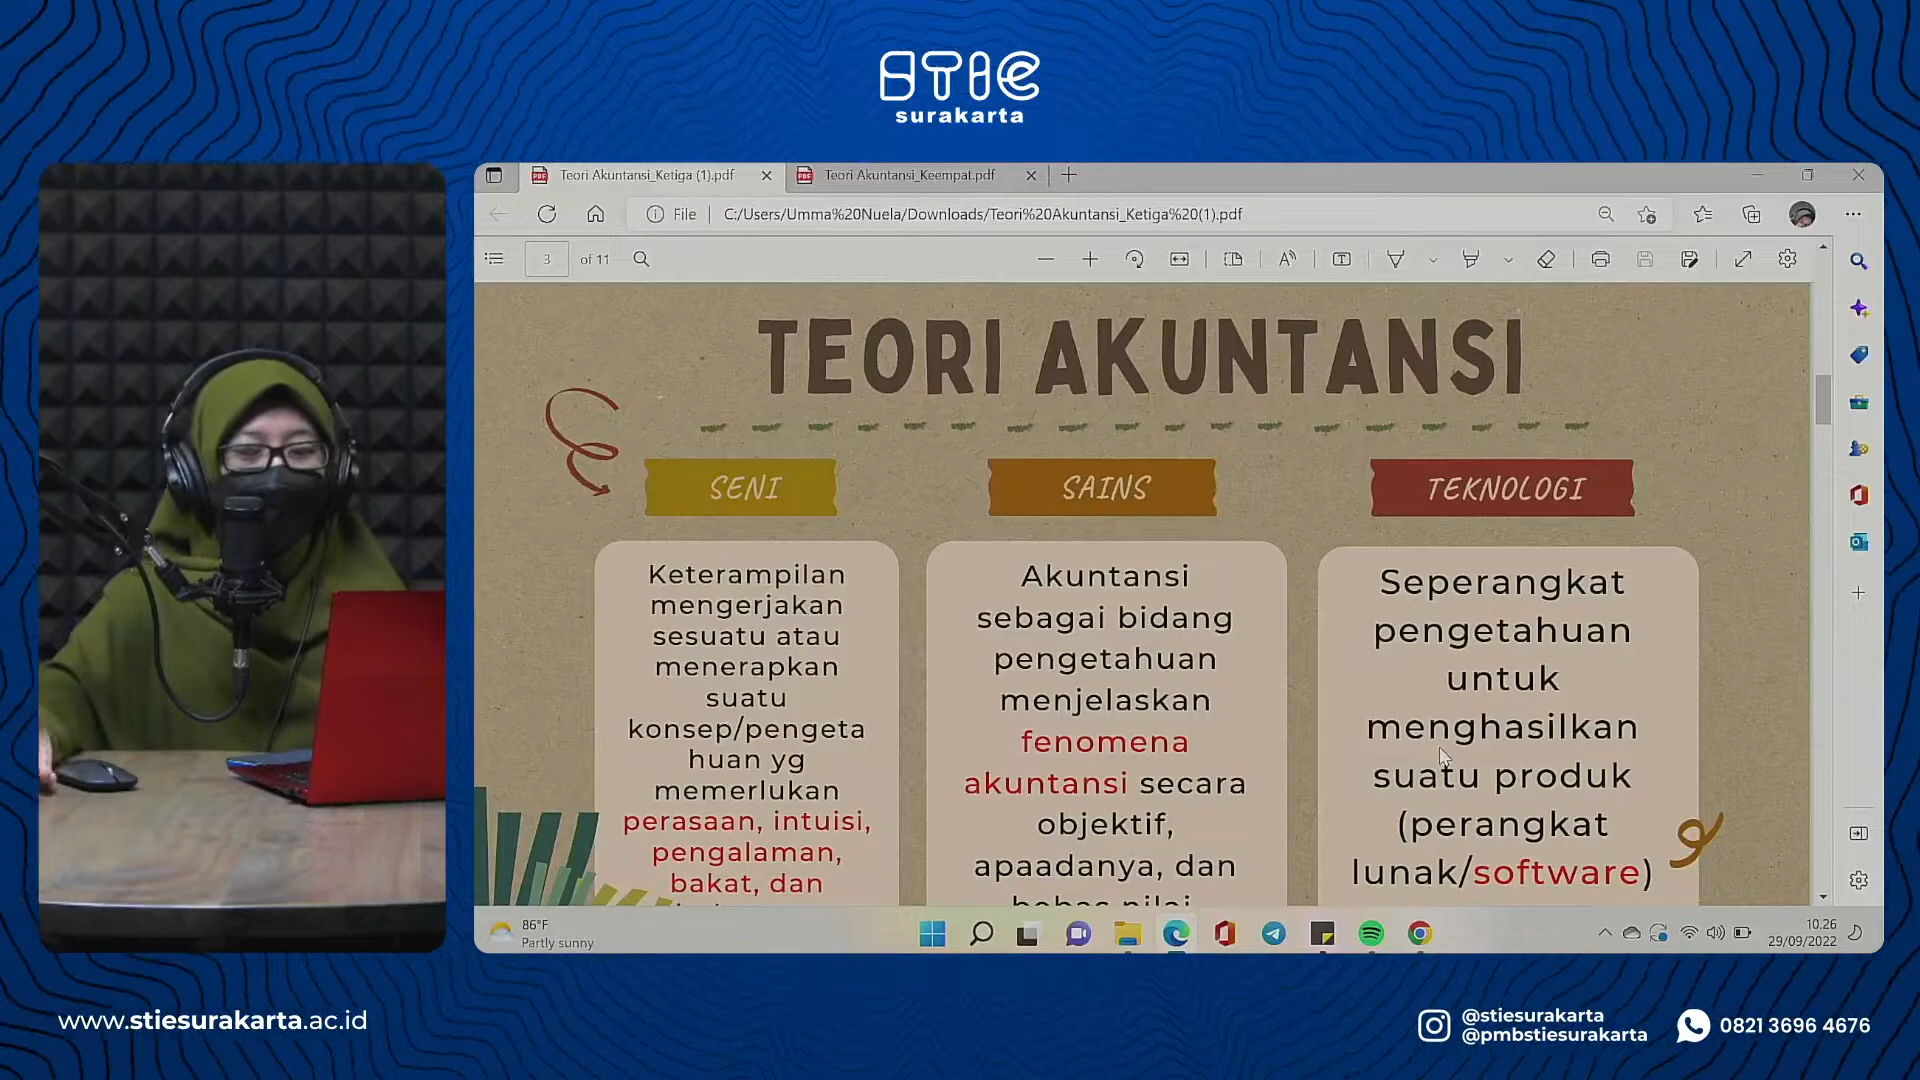 STIE
surakarta
Teori Akuntansi_Ketiga (1).pdf
Teori Akuntansi_Keempat.pdf
File
C:/Users/Umma%20Nuela/Downloads/Teori%20Akuntansi_Ketiga%20(1).pdf
3 of 11
TEORI AKUNTANSI
SENI
Keterampilan
mengerjakan
sesuatu atau
menerapkan
suatu
konsep/pengeta
huan yg
memerlukan
perasaan, intuisi,
pengalaman,
bakat, dan
SAINS
Akuntansi
sebagai bidang
pengetahuan
menjelaskan
fenomena
akuntansi secara
objektif,
apaadanya, dan
bebas nilai
TEKNOLOGI
Seperangkat
pengetahuan
untuk
menghasilkan
suatu produk
(perangkat
lunak/software)
86°F
Partly sunny
10.26
29/09/2022
www.stiesurakarta.ac.id
@stiesurakarta
@pmbstiesurakarta
0821 3696 4676